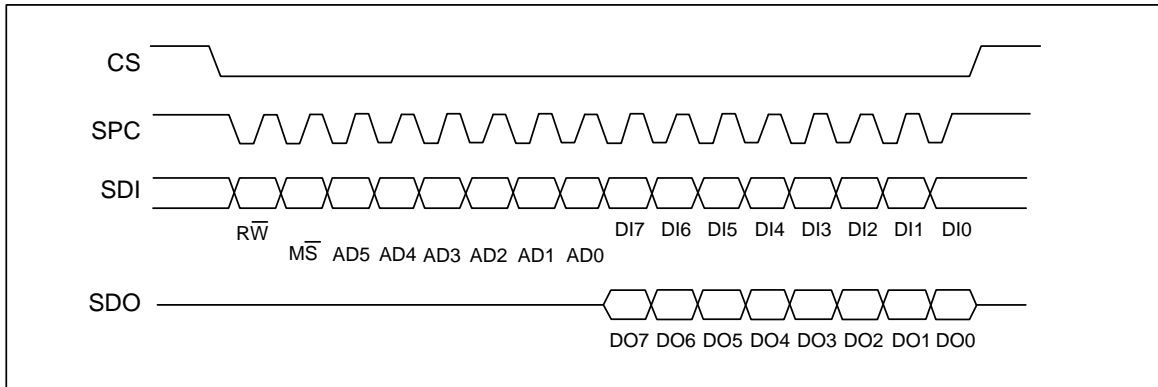 CS
SPC
SDI
RW̅
DI7 DI6 DI5 DI4 DI3 DI2 DI1 DI0
MS̅ AD5 AD4 AD3 AD2 AD1 AD0
SDO
DO7 DO6 DO5 DO4 DO3 DO2 DO1 DO0